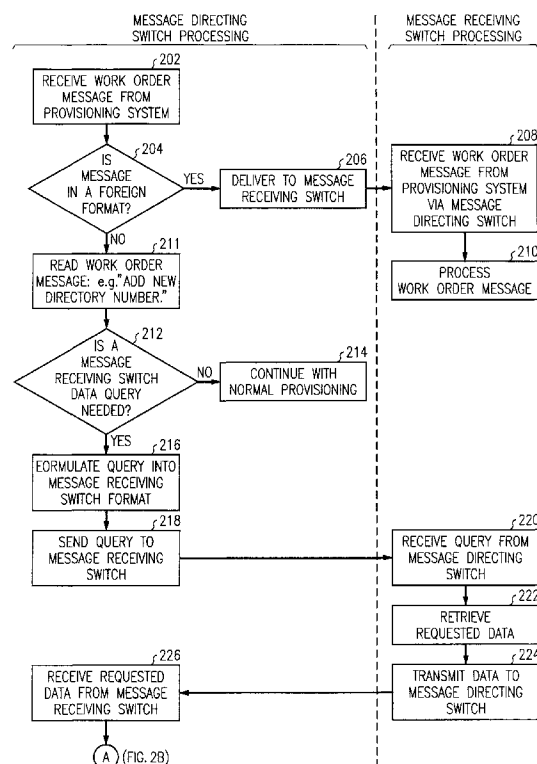 MESSAGE DIRECTING
SWITCH PROCESSING
MESSAGE RECEIVING
SWITCH PROCESSING
202
RECEIVE WORK ORDER
MESSAGE FROM
PROVISIONING SYSTEM
204
IS
MESSAGE
IN A FOREIGN
FORMAT?
YES
206
DELIVER TO MESSAGE
RECEIVING SWITCH
208
RECEIVE WORK ORDER
MESSAGE FROM
PROVISIONING SYSTEM
VIA MESSAGE
DIRECTING SWITCH
210
PROCESS
WORK ORDER MESSAGE
NO
211
READ WORK ORDER
MESSAGE: e.g."ADD NEW
DIRECTORY NUMBER."
212
IS A
MESSAGE
RECEIVING SWITCH
DATA QUERY
NEEDED?
NO
214
CONTINUE WITH
NORMAL PROVISIONING
YES
216
EORMULATE QUERY INTO
MESSAGE RECEIVING
SWITCH FORMAT
218
SEND QUERY TO
MESSAGE RECEIVING
SWITCH
220
RECEIVE QUERY FROM
MESSAGE DIRECTING
SWITCH
222
RETRIEVE
REQUESTED DATA
224
TRANSMIT DATA TO
MESSAGE DIRECTING
SWITCH
226
RECEIVE REQUESTED
DATA FROM MESSAGE
RECEIVING SWITCH
A (FIG. 2B)